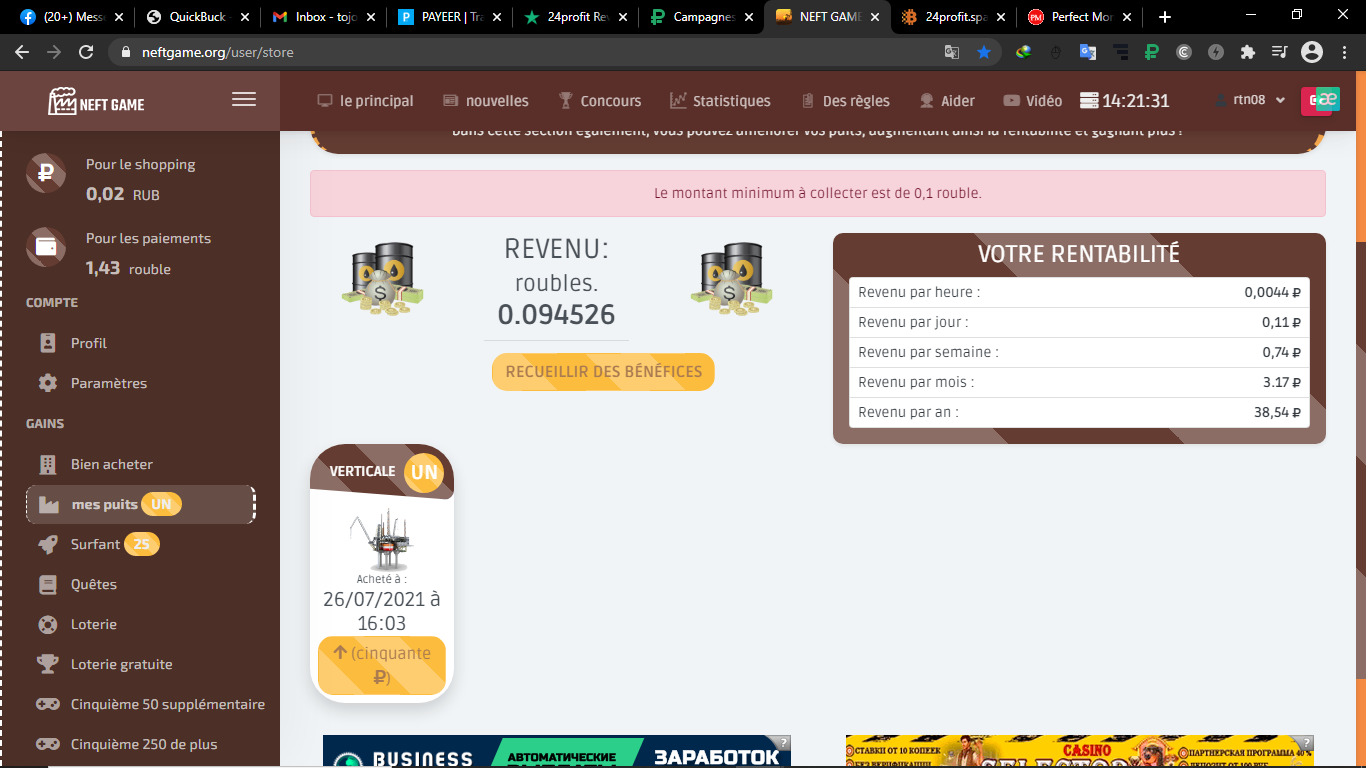 (20+) Mess
QuickBuck -
Inbox - tojo
PAYEER | Tra
24profit Rev
Campagnes
NEFT GAME
24profit.spa
Perfect Mon
neftgame.org/user/store
NEFT GAME
le principal
nouvelles
Concours
Statistiques
Des règles
Aider
Vidéo
14:21:31
rtn08
Dans cette section également, vous pouvez améliorer vos puits, augmentant ainsi la rentabilité et gagnant plus !
Pour le shopping
0,02 RUB
Pour les paiements
1,43 rouble
COMPTE
Profil
Paramètres
GAINS
Bien acheter
mes puits UN
Surfant 25
Quêtes
Loterie
Loterie gratuite
Cinquième 50 supplémentaire
Cinquième 250 de plus
Le montant minimum à collecter est de 0,1 rouble.
REVENU:
roubles.
0.094526
RECUEILLIR DES BÉNÉFICES
VOTRE RENTABILITÉ
Revenu par heure : 0,0044 ₽
Revenu par jour : 0,11 ₽
Revenu par semaine : 0,74 ₽
Revenu par mois : 3.17 ₽
Revenu par an : 38,54 ₽
VERTICALE UN
Acheté à :
26/07/2021 à
16:03
(cinquante
₽)
BUSINESS
АВТОМАТИЧЕСКИЕ
ЗАРАБОТОК
СТАВКИ ОТ 10 КОПЕЕК
CASINO
ПАРТНЕРСКАЯ ПРОГРАММА 40 %